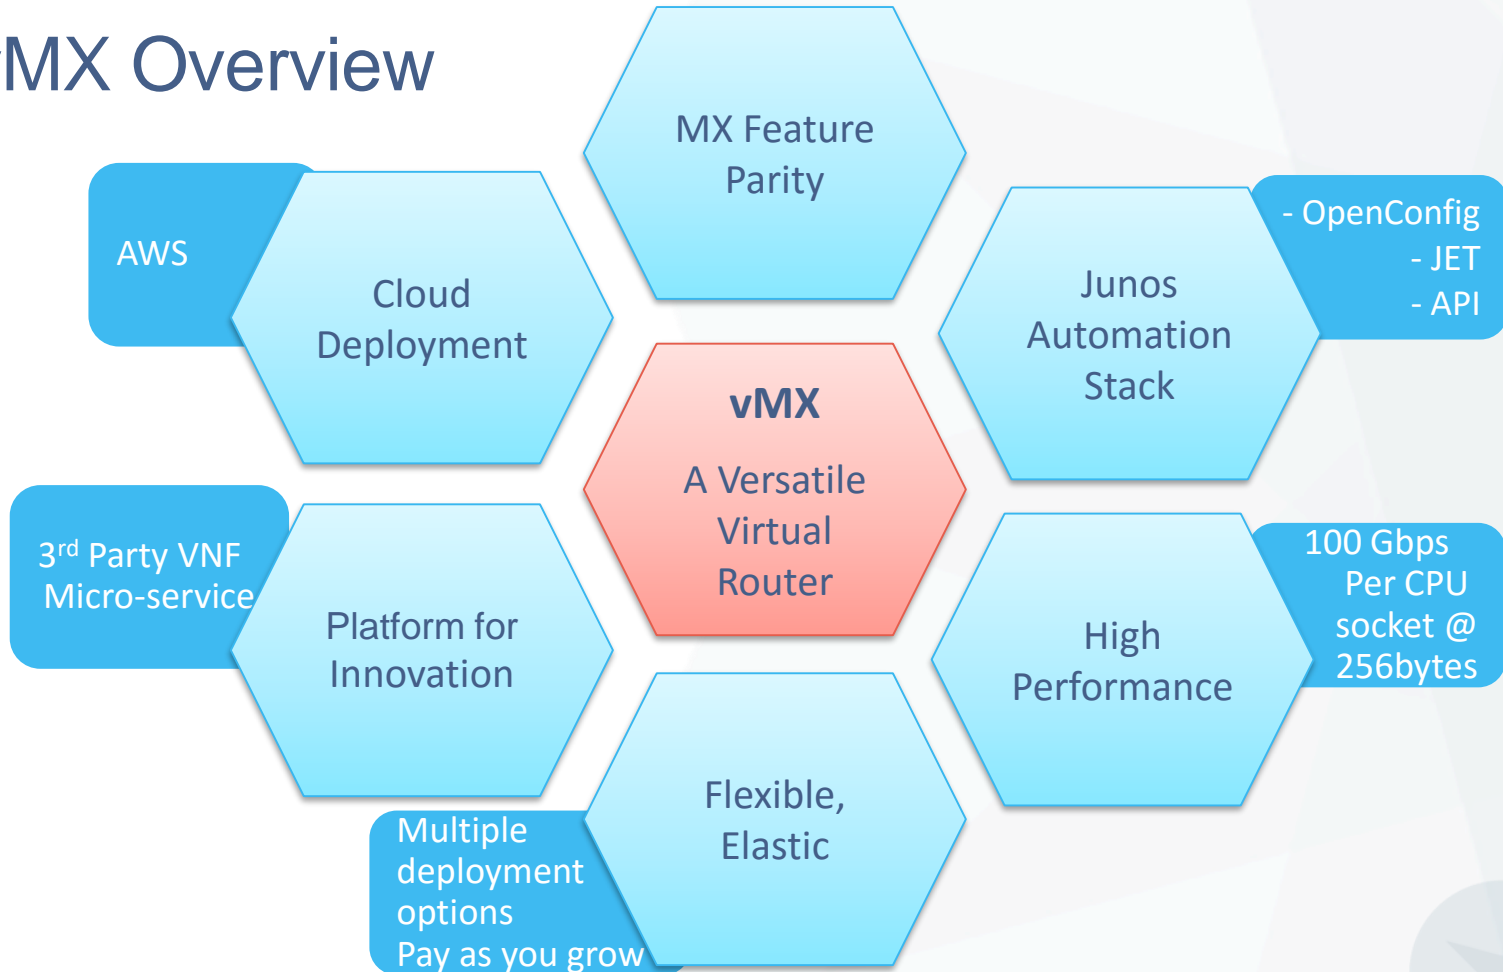 MX Overview
MX Feature
Parity
AWS
Cloud
Deployment
- OpenConfig
- JET
- API
Junos
Automation
Stack
vMX
A Versatile
Virtual
Router
3rd Party VNF
Micro-service
Platform for
Innovation
100 Gbps
Per CPU
socket @
256bytes
High
Performance
Flexible,
Elastic
Multiple
deployment
options
Pay as you grow